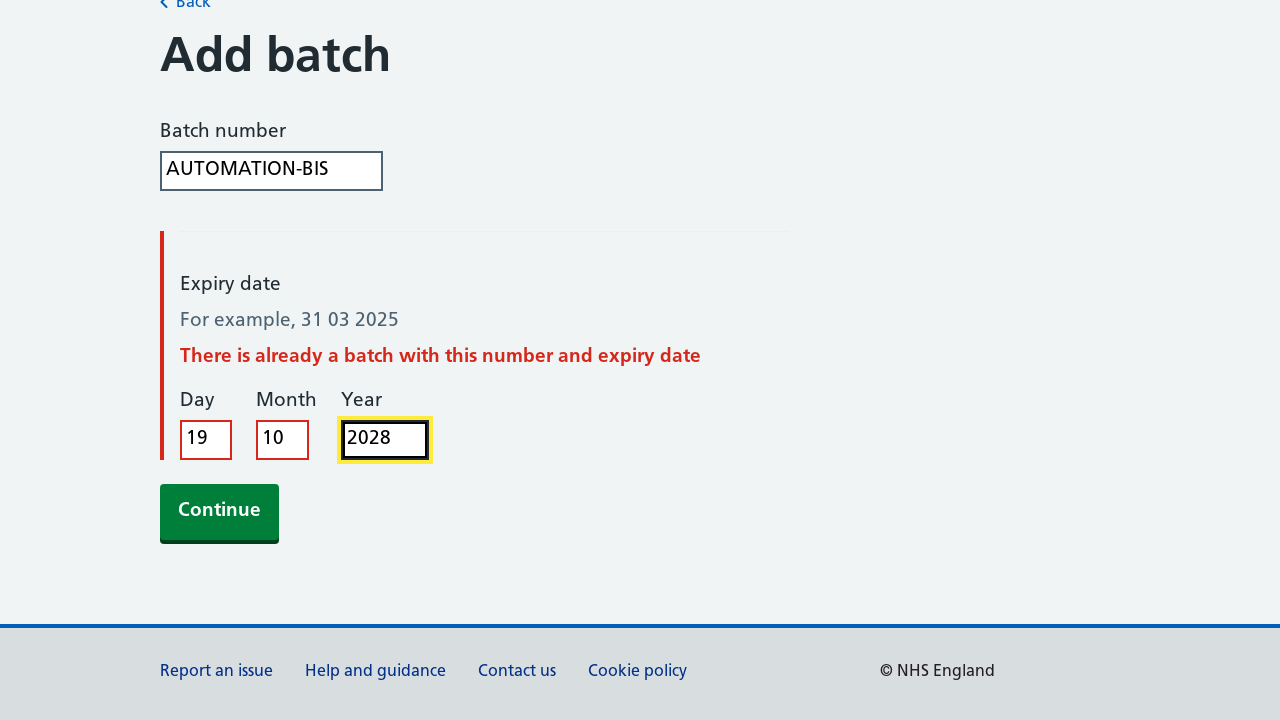 Back
Add batch
Batch number
AUTOMATION-BIS
Expiry date
For example, 31 03 2025
There is already a batch with this number and expiry date
Day Month Year
19 10 2028
Continue
Report an issue Help and guidance Contact us Cookie policy © NHS England